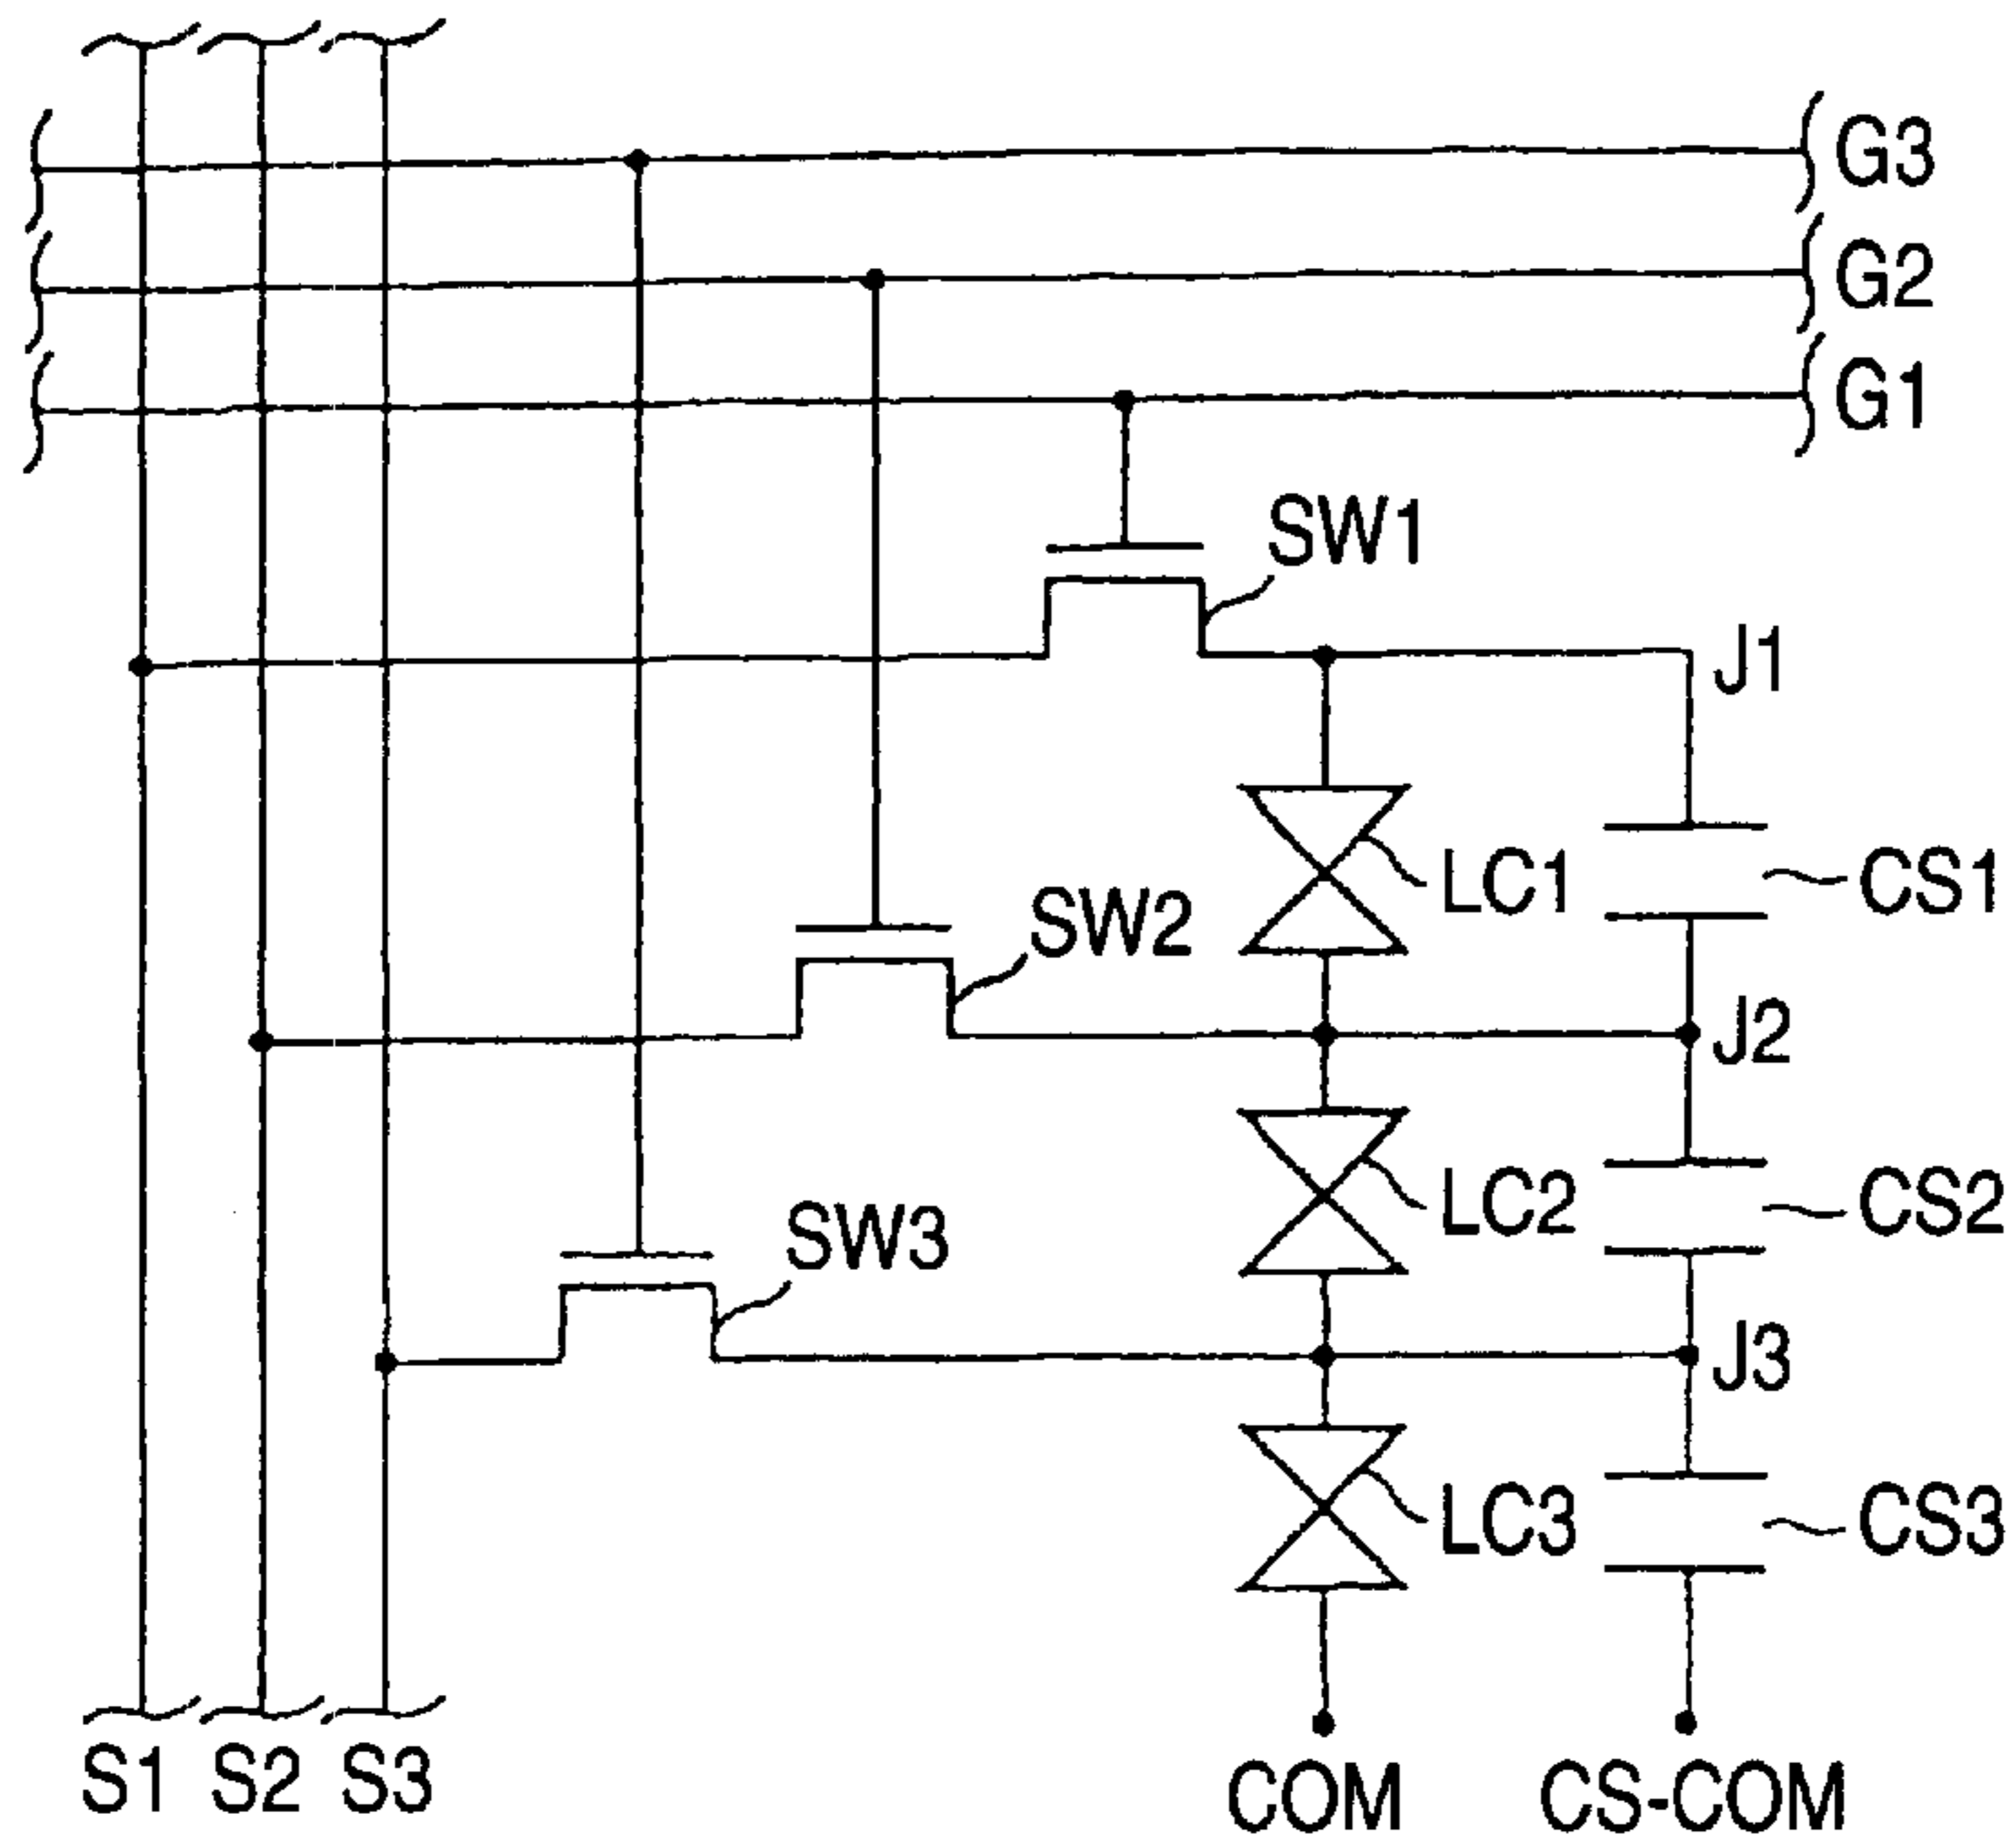 G3
G2
G1
SW1
J1
LC1
CS1
SW2
J2
LC2
CS2
SW3
J3
LC3
CS3
S1 S2 S3
COM
CS-COM